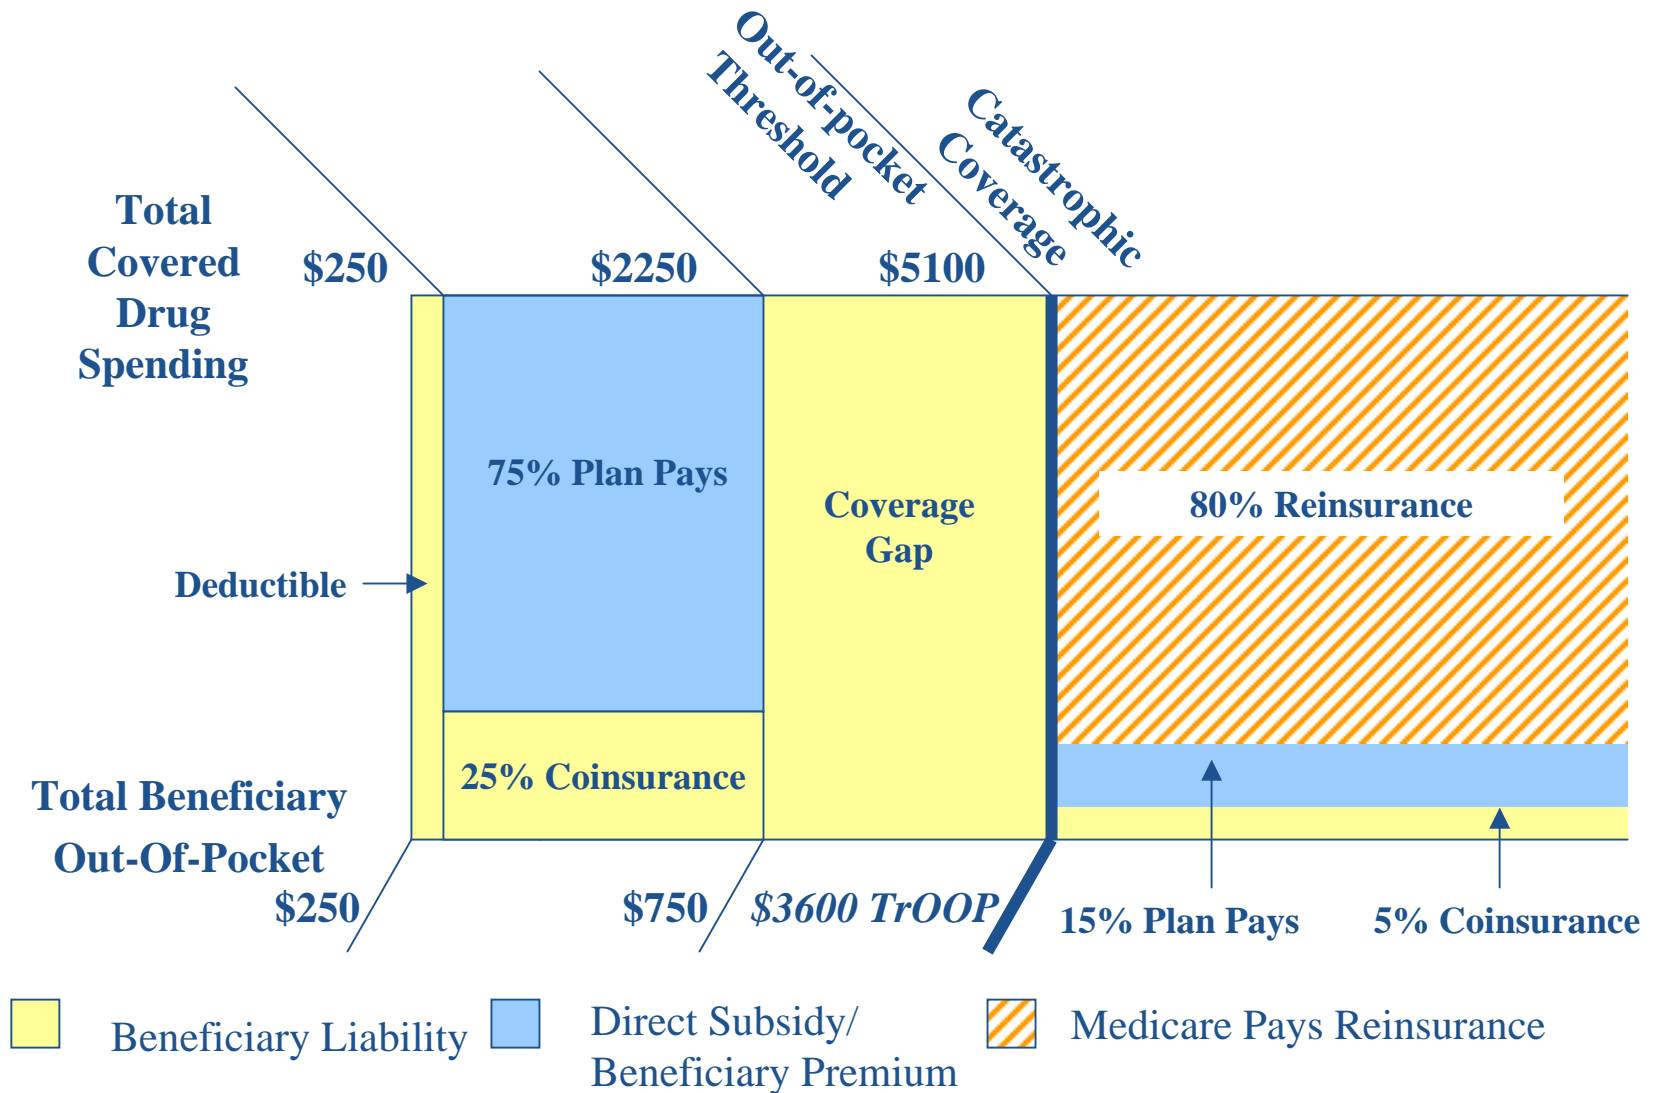 Out-of-pocket
Threshold
Catastrophic
Coverage
Total
Covered
Drug
Spending
$250
$2250
$5100
75% Plan Pays
Coverage
Gap
80% Reinsurance
Deductible
25% Coinsurance
Total Beneficiary
Out-Of-Pocket
$250
$750
$3600 TrOOP
15% Plan Pays
5% Coinsurance
Beneficiary Liability
Direct Subsidy/
Beneficiary Premium
Medicare Pays Reinsurance